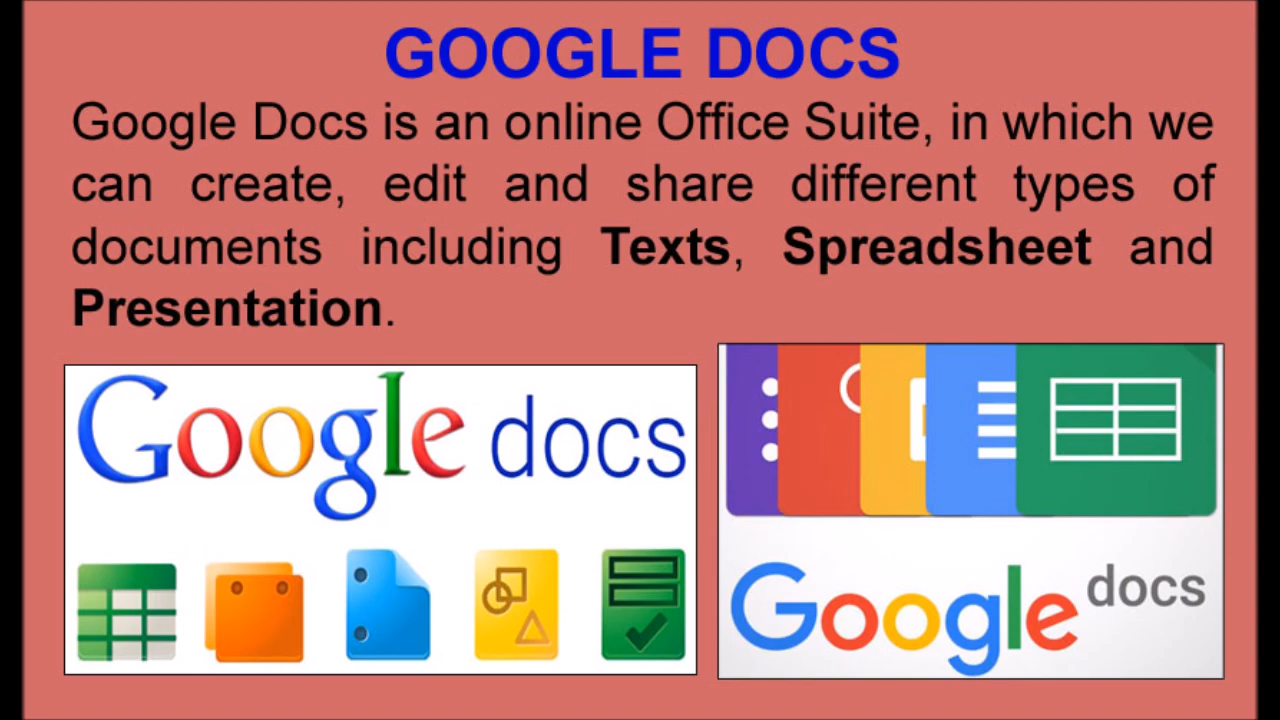 GOOGLE DOCS
Google Docs is an online Office Suite, in which we
can create, edit and share different types of
documents including Texts, Spreadsheet and
Presentation.
Google docs
Google docs